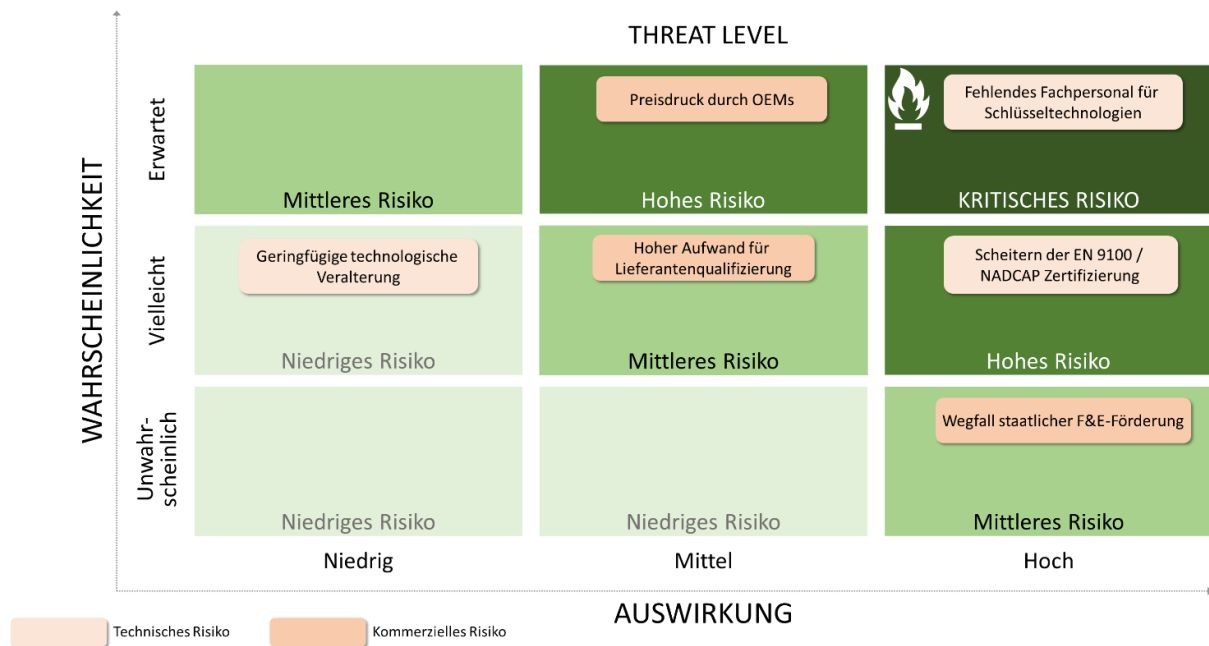 THREAT LEVEL
WAHRSCHEINLICHKEIT
Erwartet
Preisdruck durch OEMs
Fehlendes Fachpersonal für
Schlüsseltechnologien
Mittleres Risiko
Hohes Risiko
KRITISCHES RISIKO
Vielleicht
Geringfügige technologische
Veralterung
Hoher Aufwand für
Lieferantenqualifizierung
Scheitern der EN 9100 /
NADCAP Zertifizierung
Niedriges Risiko
Mittleres Risiko
Hohes Risiko
Unwahr-
scheinlich
Wegfall staatlicher F&E-Förderung
Niedriges Risiko
Niedriges Risiko
Mittleres Risiko
Niedrig
Mittel
Hoch
AUSWIRKUNG
Technisches Risiko
Kommerzielles Risiko